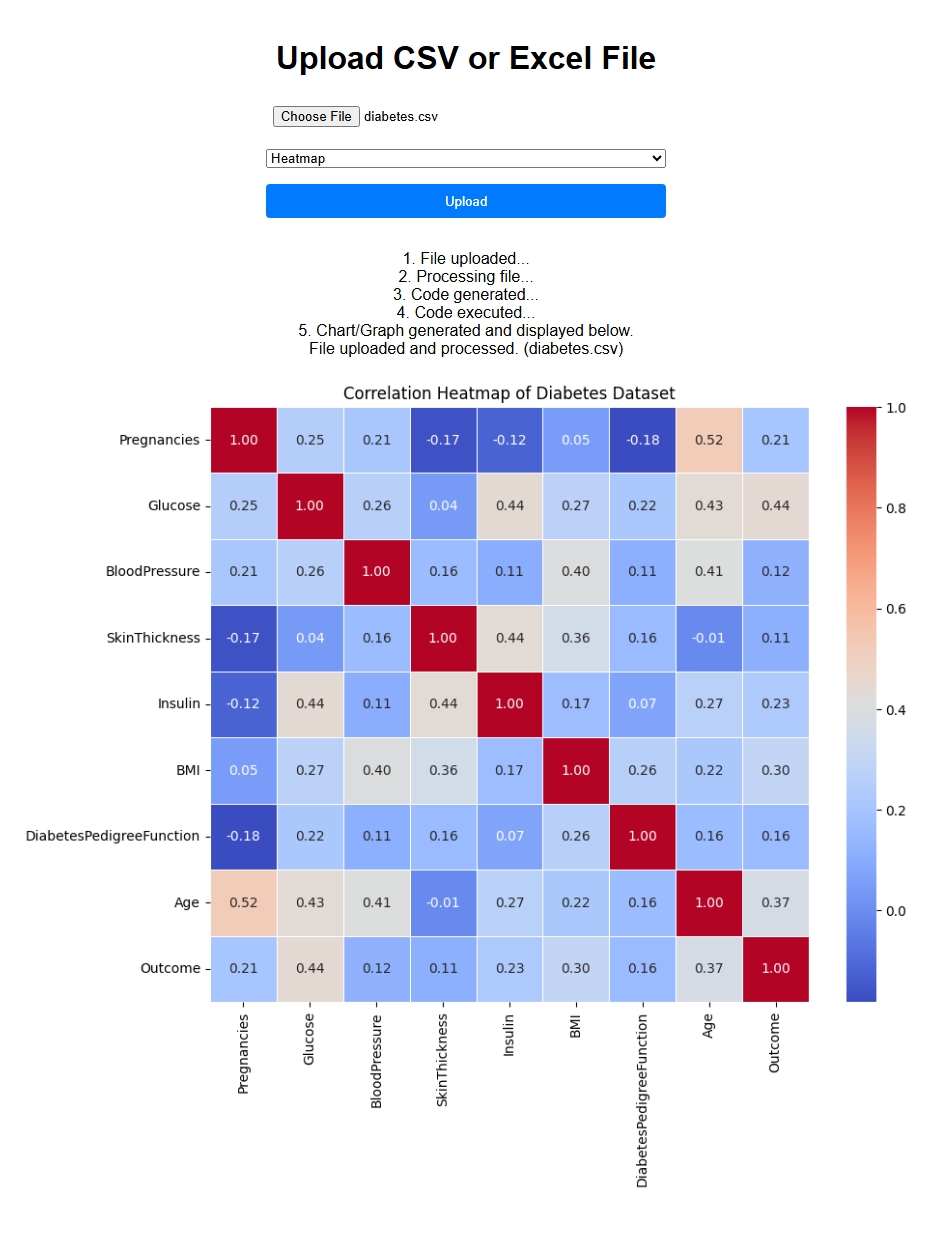 Upload CSV or Excel File
Choose File diabetes.csv
Heatmap
Upload
1. File uploaded...
2. Processing file...
3. Code generated...
4. Code executed...
5. Chart/Graph generated and displayed below.
File uploaded and processed. (diabetes.csv)
Correlation Heatmap of Diabetes Dataset
Pregnancies 1.00 0.25 0.21 -0.17 -0.12 0.05 -0.18 0.52 0.21
Glucose 0.25 1.00 0.26 0.04 0.44 0.27 0.22 0.43 0.44
BloodPressure 0.21 0.26 1.00 0.16 0.11 0.40 0.11 0.41 0.12
SkinThickness -0.17 0.04 0.16 1.00 0.44 0.36 0.16 -0.01 0.11
Insulin -0.12 0.44 0.11 0.44 1.00 0.17 0.07 0.27 0.23
BMI 0.05 0.27 0.40 0.36 0.17 1.00 0.26 0.22 0.30
DiabetesPedigreeFunction -0.18 0.22 0.11 0.16 0.07 0.26 1.00 0.16 0.16
Age 0.52 0.43 0.41 -0.01 0.27 0.22 0.16 1.00 0.37
Outcome 0.21 0.44 0.12 0.11 0.23 0.30 0.16 0.37 1.00
Pregnancies
Glucose
BloodPressure
SkinThickness
Insulin
BMI
DiabetesPedigreeFunction
Age
Outcome
1.0
0.8
0.6
0.4
0.2
0.0